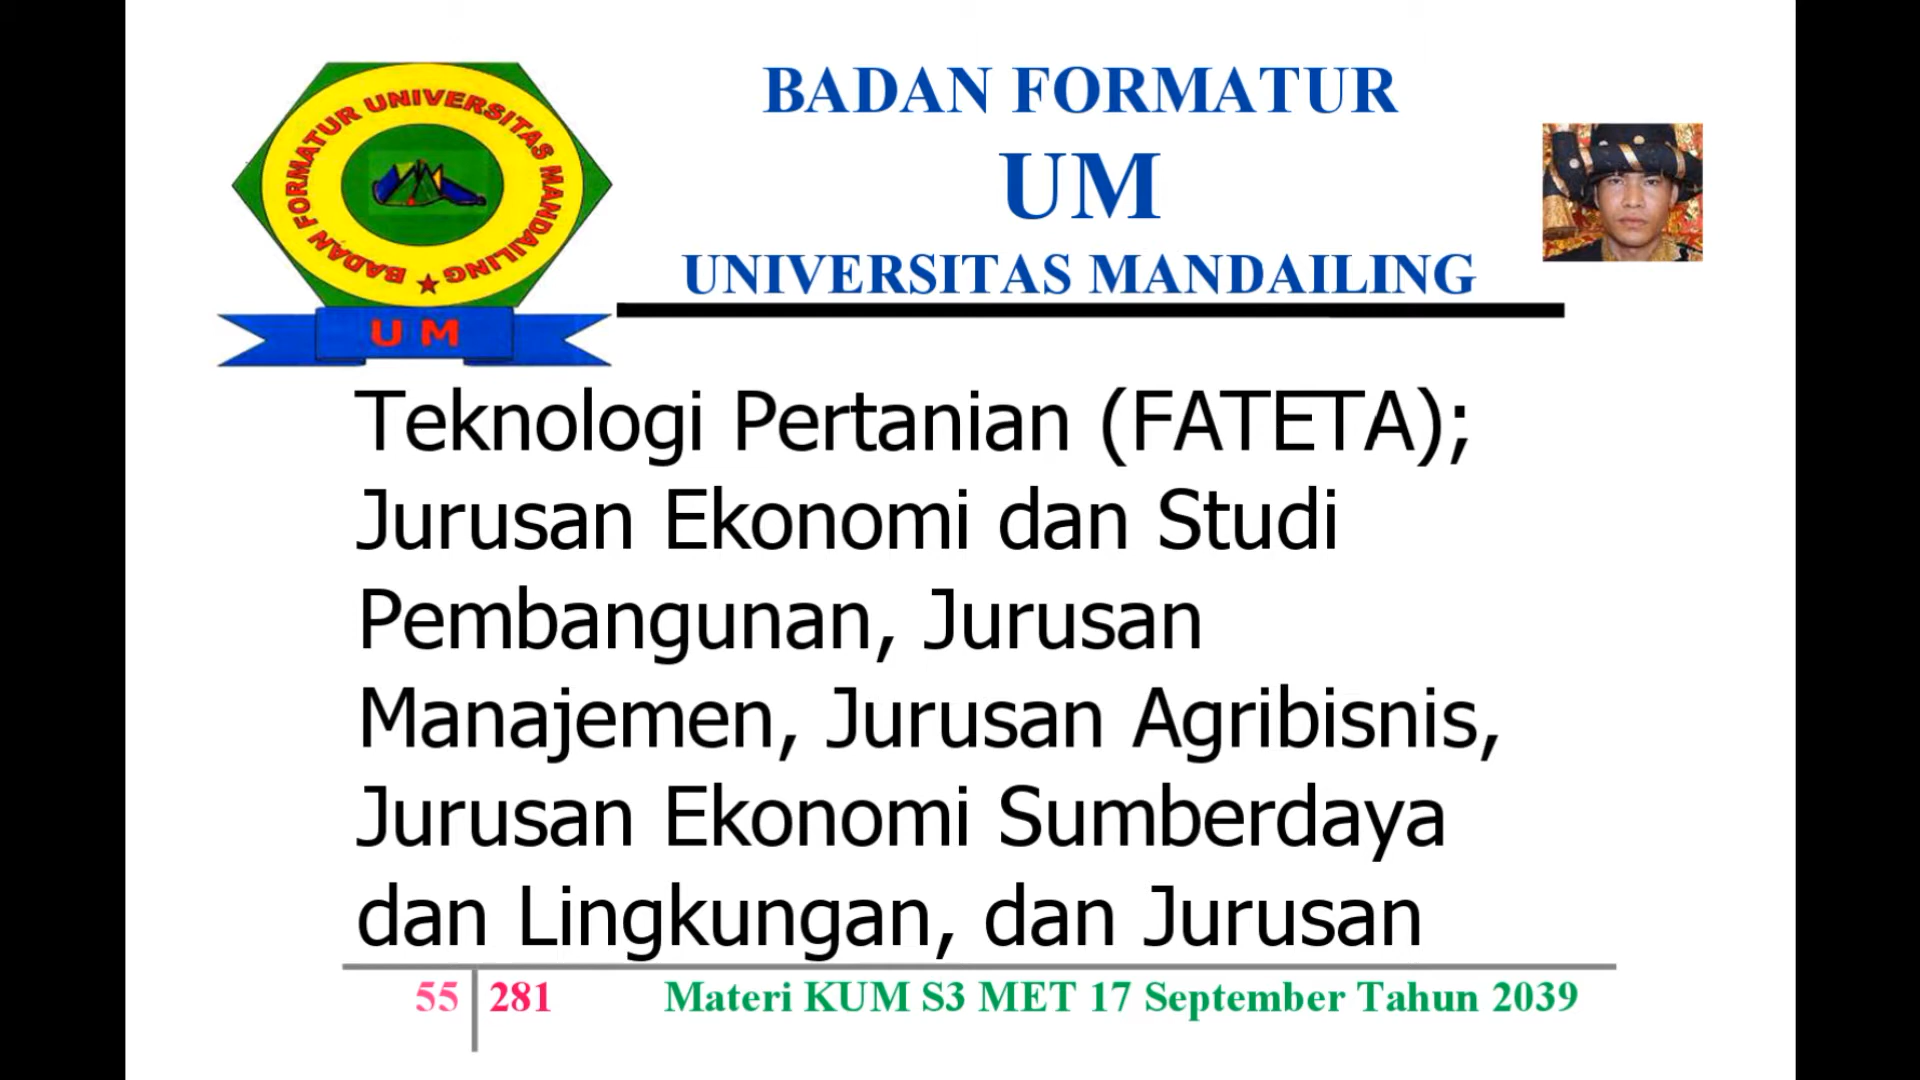 BADAN FORMATUR UNIVERSITAS MANDAILING
U M
BADAN FORMATUR
UM
UNIVERSITAS MANDAILING
Teknologi Pertanian (FATETA);
Jurusan Ekonomi dan Studi
Pembangunan, Jurusan
Manajemen, Jurusan Agribisnis,
Jurusan Ekonomi Sumberdaya
dan Lingkungan, dan Jurusan
55 281 Materi KUM S3 MET 17 September Tahun 2039